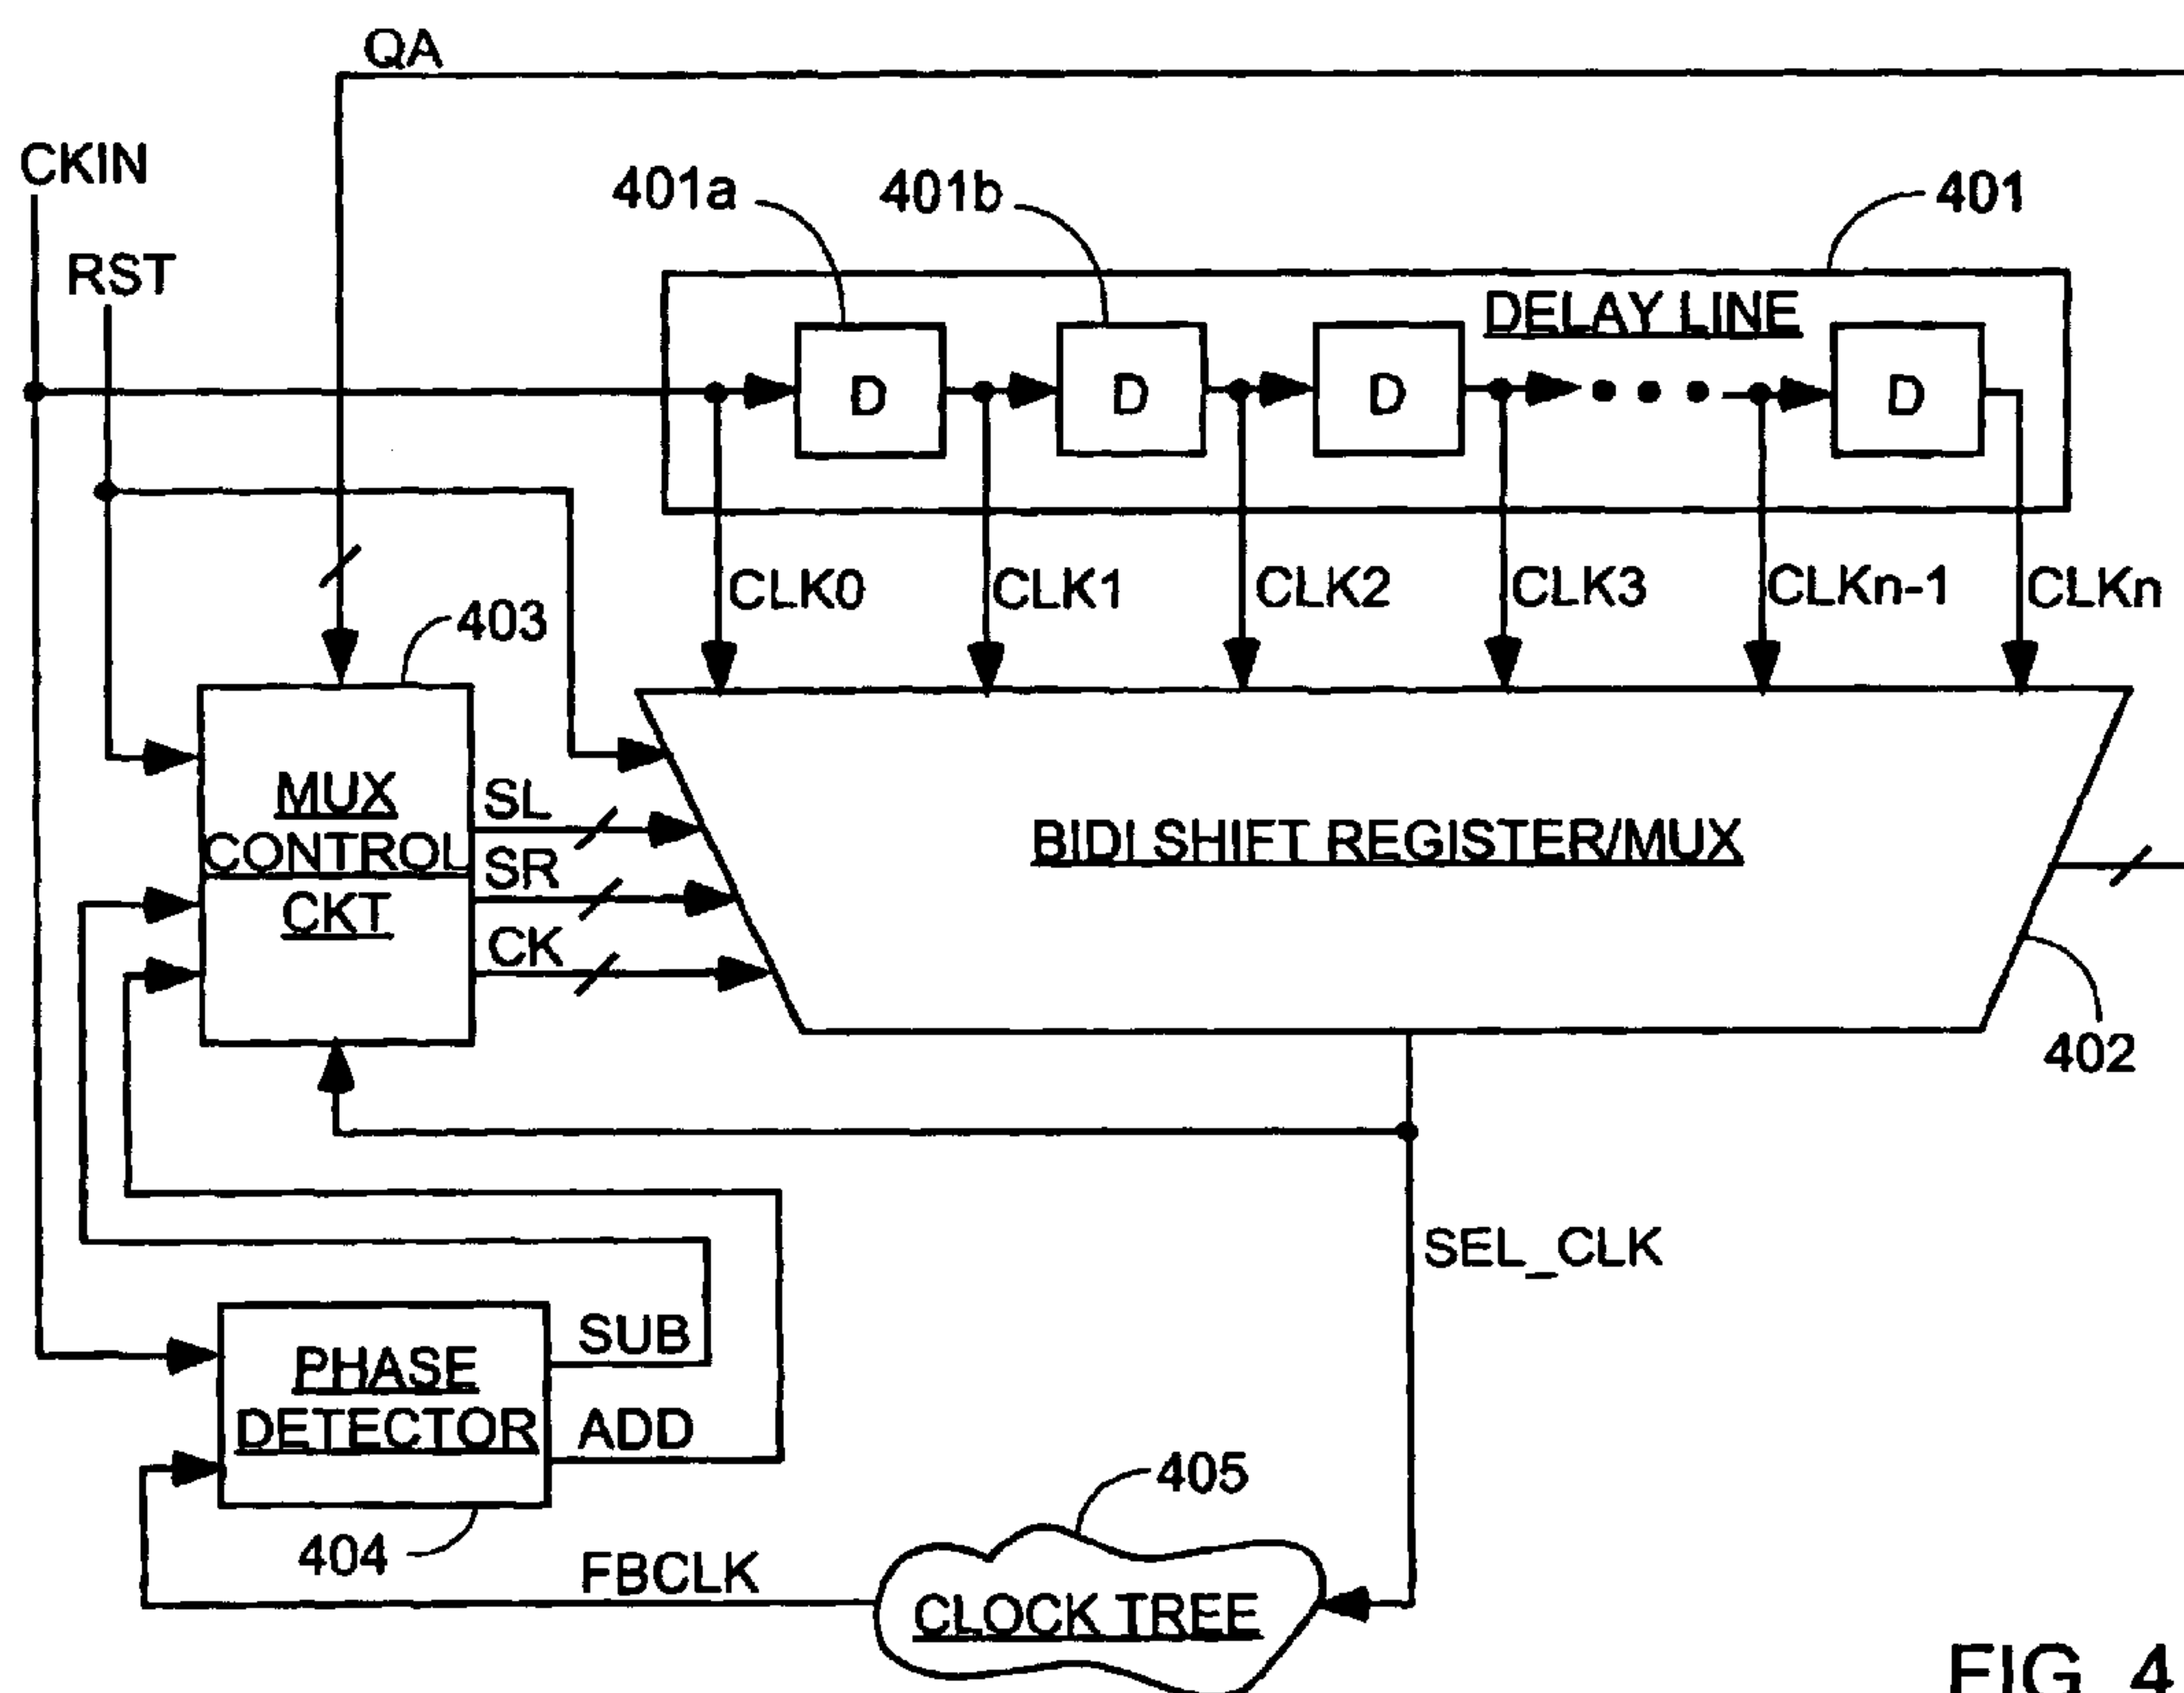 QA
CKIN
401a
401b
401
RST
DELAY LINE
D
D
D
D
CLK0
CLK1
CLK2
CLK3
CLKn-1
CLKn
403
MUX
CONTROL
CKT
SL
SR
CK
BIDI SHIFT REGISTER/MUX
402
SEL_CLK
SUB
PHASE
DETECTOR
ADD
405
404
FBCLK
CLOCK TREE
FIG. 4